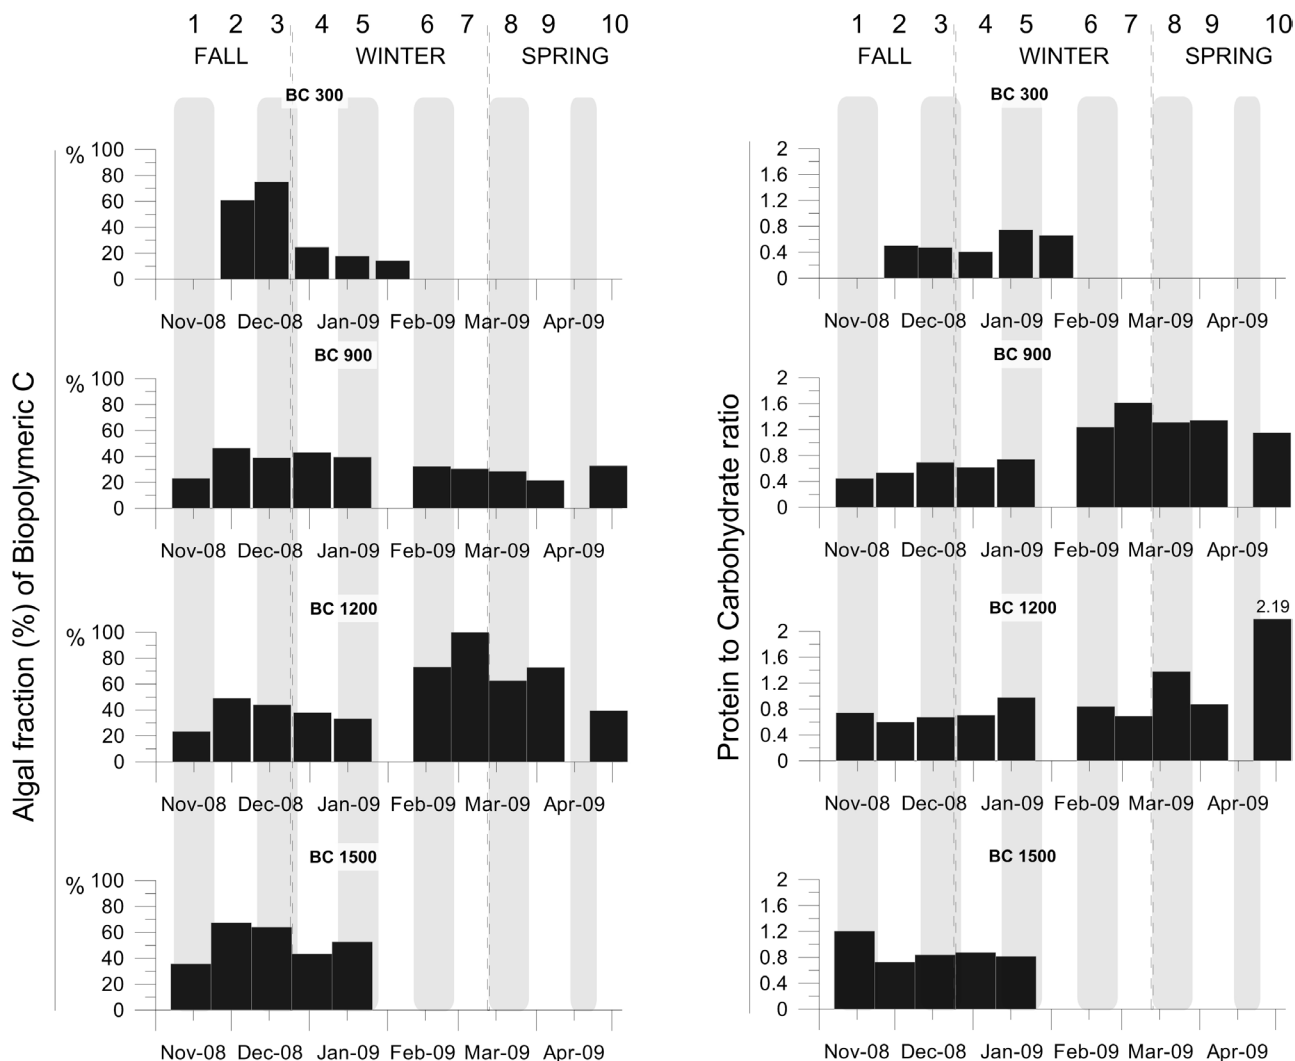 1 2 3 4 5 6 7 8 9 10
FALL WINTER SPRING
Algal fraction (%) of Biopolymeric C
BC 300
% 100
80
60
40
20
0
Nov-08 Dec-08 Jan-09 Feb-09 Mar-09 Apr-09
BC 900
% 100
80
60
40
20
0
Nov-08 Dec-08 Jan-09 Feb-09 Mar-09 Apr-09
BC 1200
% 100
80
60
40
20
0
Nov-08 Dec-08 Jan-09 Feb-09 Mar-09 Apr-09
BC 1500
% 100
80
60
40
20
0
Nov-08 Dec-08 Jan-09 Feb-09 Mar-09 Apr-09
1 2 3 4 5 6 7 8 9 10
FALL WINTER SPRING
Protein to Carbohydrate ratio
BC 300
2
1.6
1.2
0.8
0.4
0
Nov-08 Dec-08 Jan-09 Feb-09 Mar-09 Apr-09
BC 900
2
1.6
1.2
0.8
0.4
0
Nov-08 Dec-08 Jan-09 Feb-09 Mar-09 Apr-09
BC 1200
2.19
2
1.6
1.2
0.8
0.4
0
Nov-08 Dec-08 Jan-09 Feb-09 Mar-09 Apr-09
BC 1500
2
1.6
1.2
0.8
0.4
0
Nov-08 Dec-08 Jan-09 Feb-09 Mar-09 Apr-09